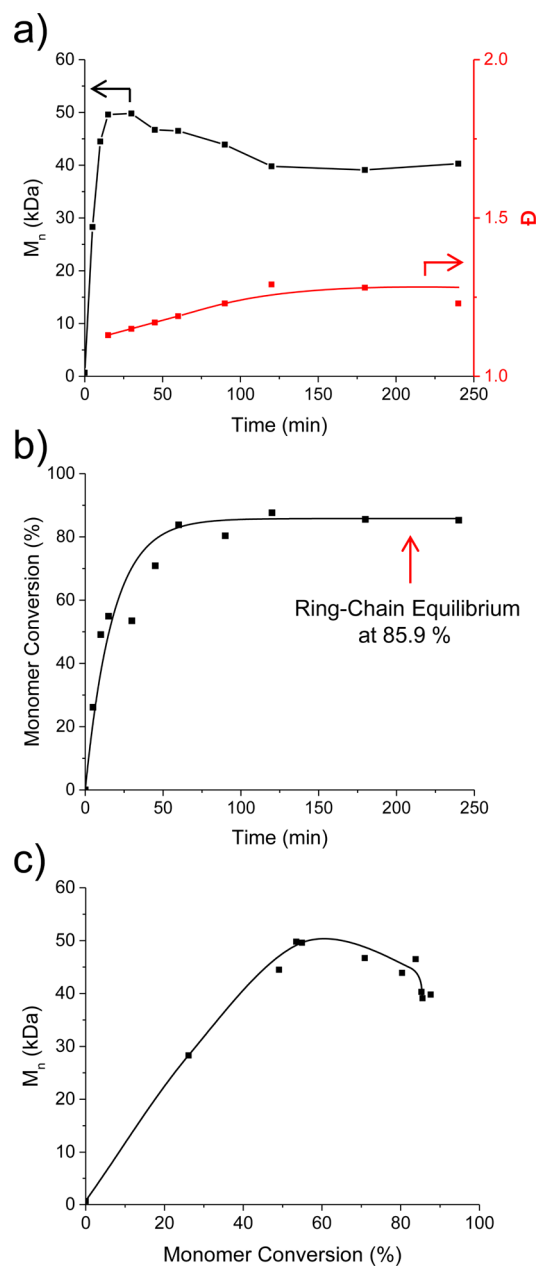 a)
60
50
40
30
20
10
0
Mn (kDa)
2.0
1.5
1.0
Đ
0 50 100 150 200 250
Time (min)
b)
100
80
60
40
20
0
Monomer Conversion (%)
Ring-Chain Equilibrium
at 85.9 %
0 50 100 150 200 250
Time (min)
c)
60
50
40
30
20
10
0
Mn (kDa)
0 20 40 60 80 100
Monomer Conversion (%)